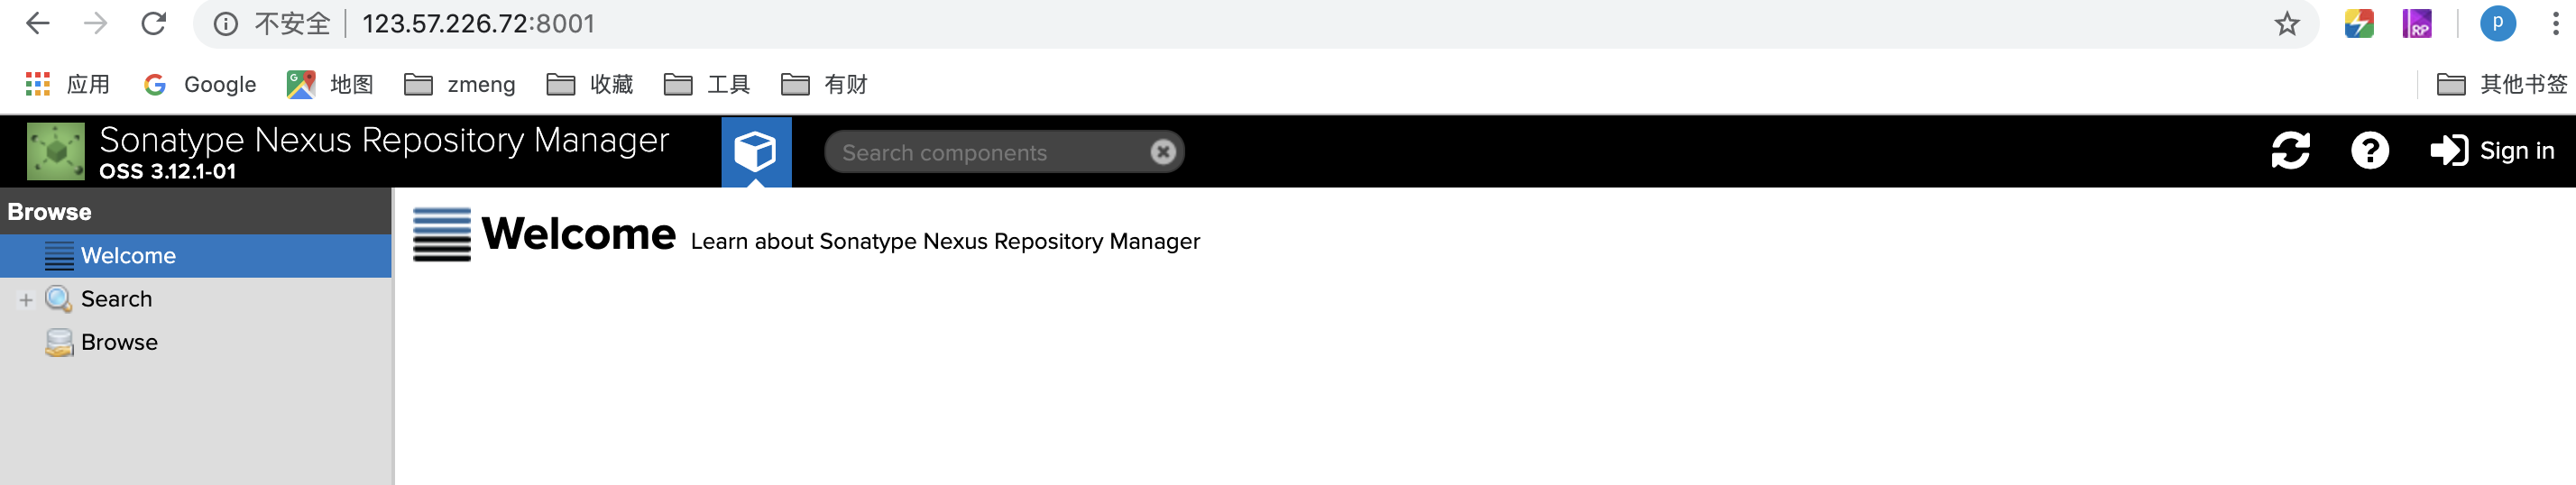 不安全 123.57.226.72:8001 p
应用 Google 地图 zmeng 收藏 工具 有财 其他书签
Sonatype Nexus Repository Manager
OSS 3.12.1-01
Search components
Sign in
Browse
Welcome
Search
Browse
Welcome Learn about Sonatype Nexus Repository Manager
RP